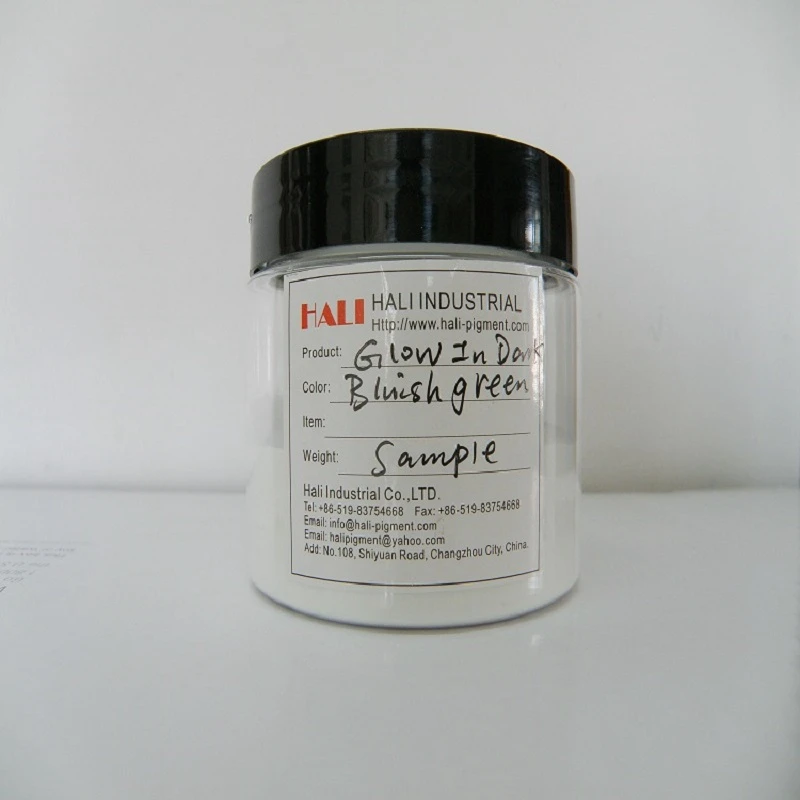 HALI HALI INDUSTRIAL
Http://www.hali-pigment.com
Product: Glow In Dark
Color: Bluish green
Item:
Weight: Sample
Hali Industrial Co.,LTD.
Tel: +86-519-83754668 Fax: +86-519-83754668
Email: info@hali-pigment.com
Email: halipigment@yahoo.com
Add: No.108, Shiyuan Road, Changzhou City, China.